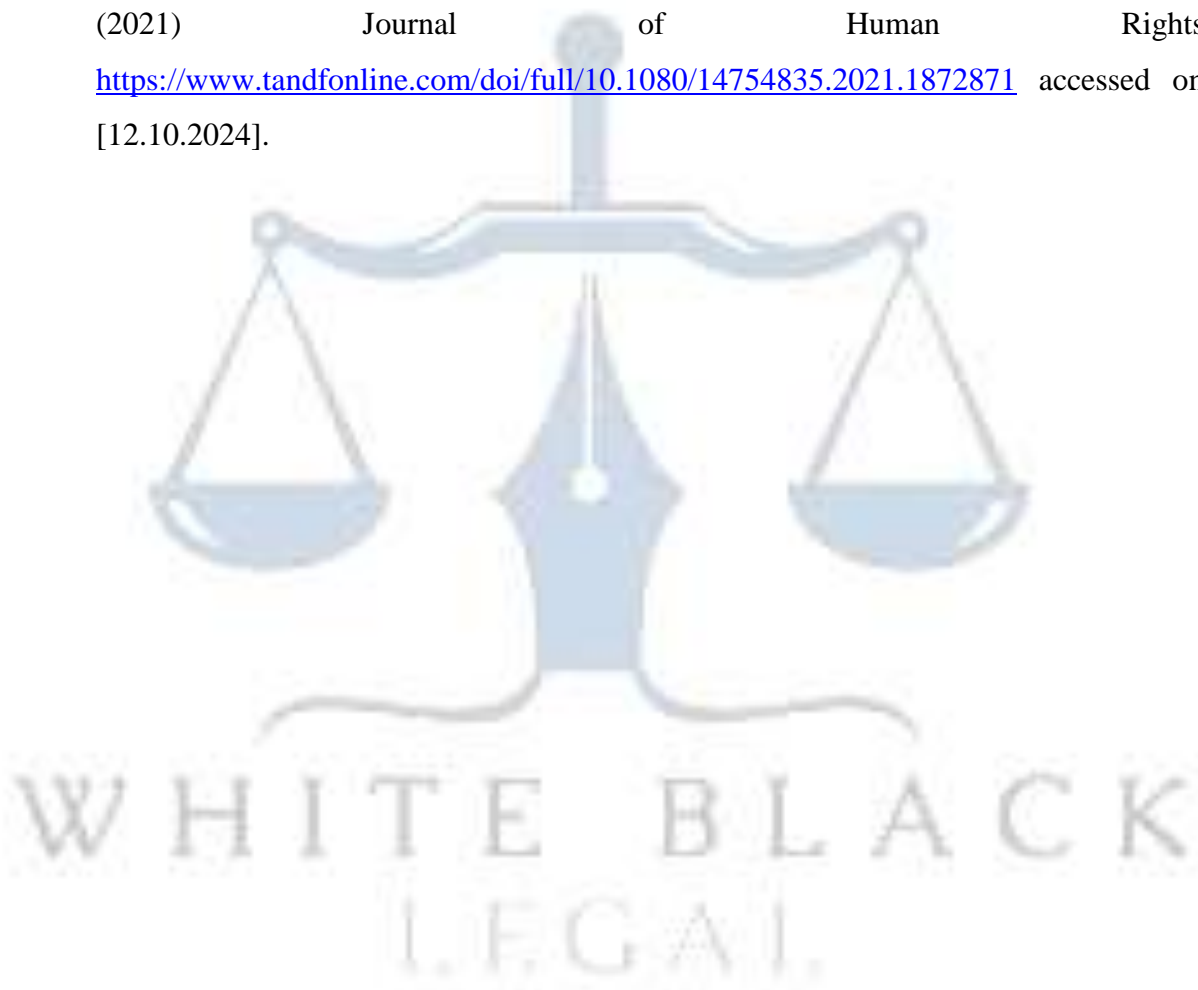 (2021) Journal of Human Rights
https://www.tandfonline.com/doi/full/10.1080/14754835.2021.1872871 accessed on
[12.10.2024].
WHITE BLACK
LEGAL